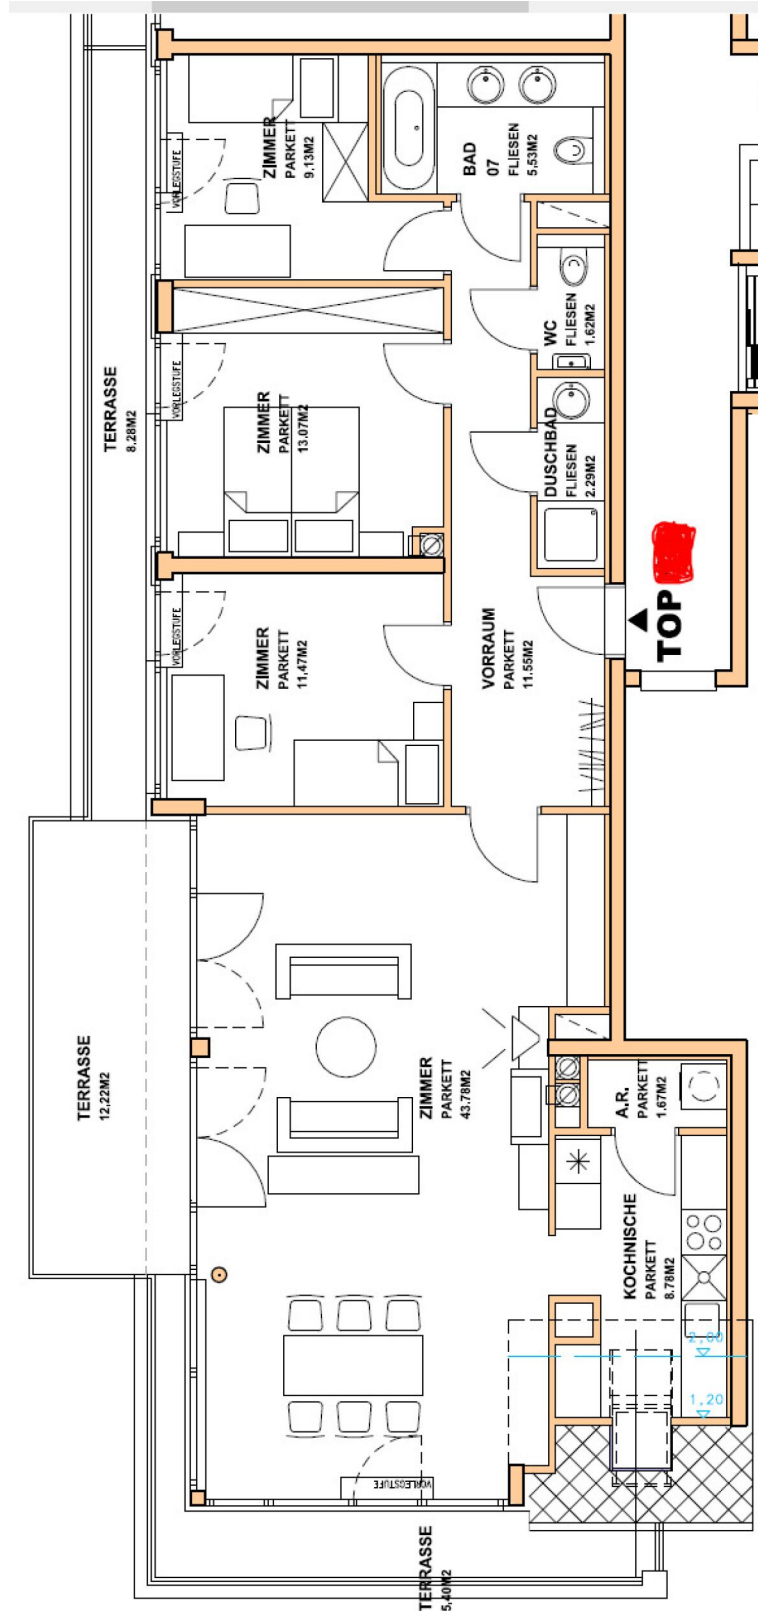 ZIMMER
PARKETT
9.13M2
BAD
07
FLIESEN
5,53M2
VORLEGSTUFE
WC
FLIESEN
1.62M2
TERRASSE
8.28M2
VORLEGSTUFE
ZIMMER
PARKETT
13.07M2
DUSCHBAD
FLIESEN
2.29M2
TOP
VORLEGSTUFE
ZIMMER
PARKETT
11,47M2
VORRAUM
PARKETT
11.55M2
TERRASSE
12,22M2
ZIMMER
PARKETT
43.78M2
A.R.
PARKETT
1.67M2
KOCHNISCHE
PARKETT
8.78M2
2,00
1,20
VORLEGSTUFE
TERRASSE
5,40M2